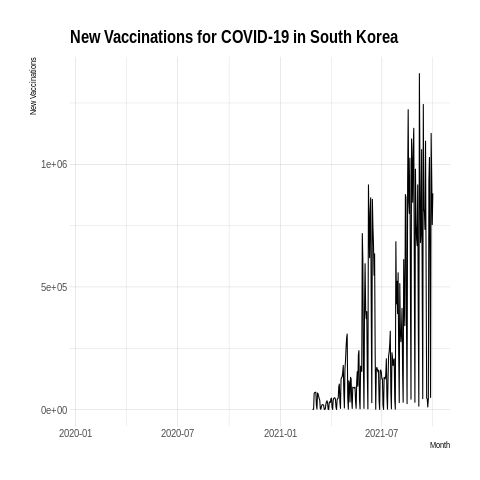 New Vaccinations for COVID-19 in South Korea
New Vaccinations
1e+06
5e+05
0e+00
2020-01
2020-07
2021-01
2021-07
Month